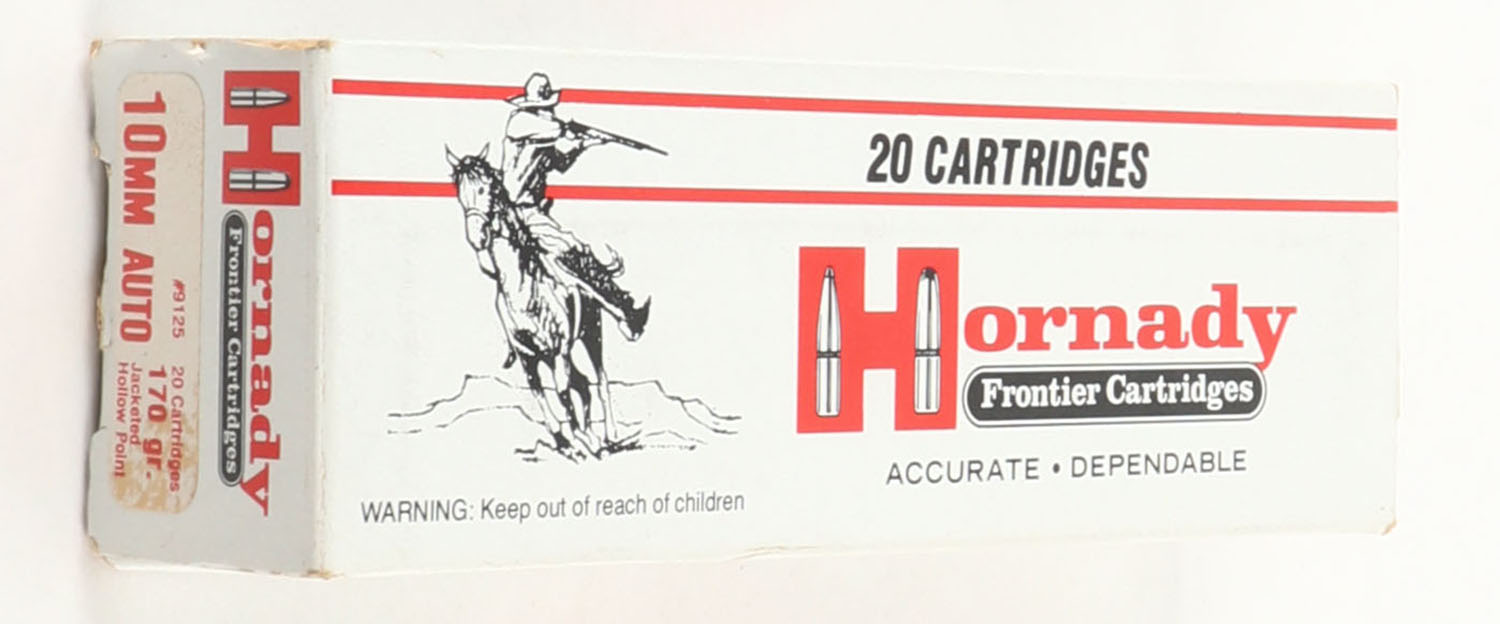 Hornady
Frontier Cartridges
#9125 20 Cartridges
10MM AUTO 170 gr.
Jacketed
Hollow Point
20 CARTRIDGES
Hornady
Frontier Cartridges
ACCURATE • DEPENDABLE
WARNING: Keep out of reach of children